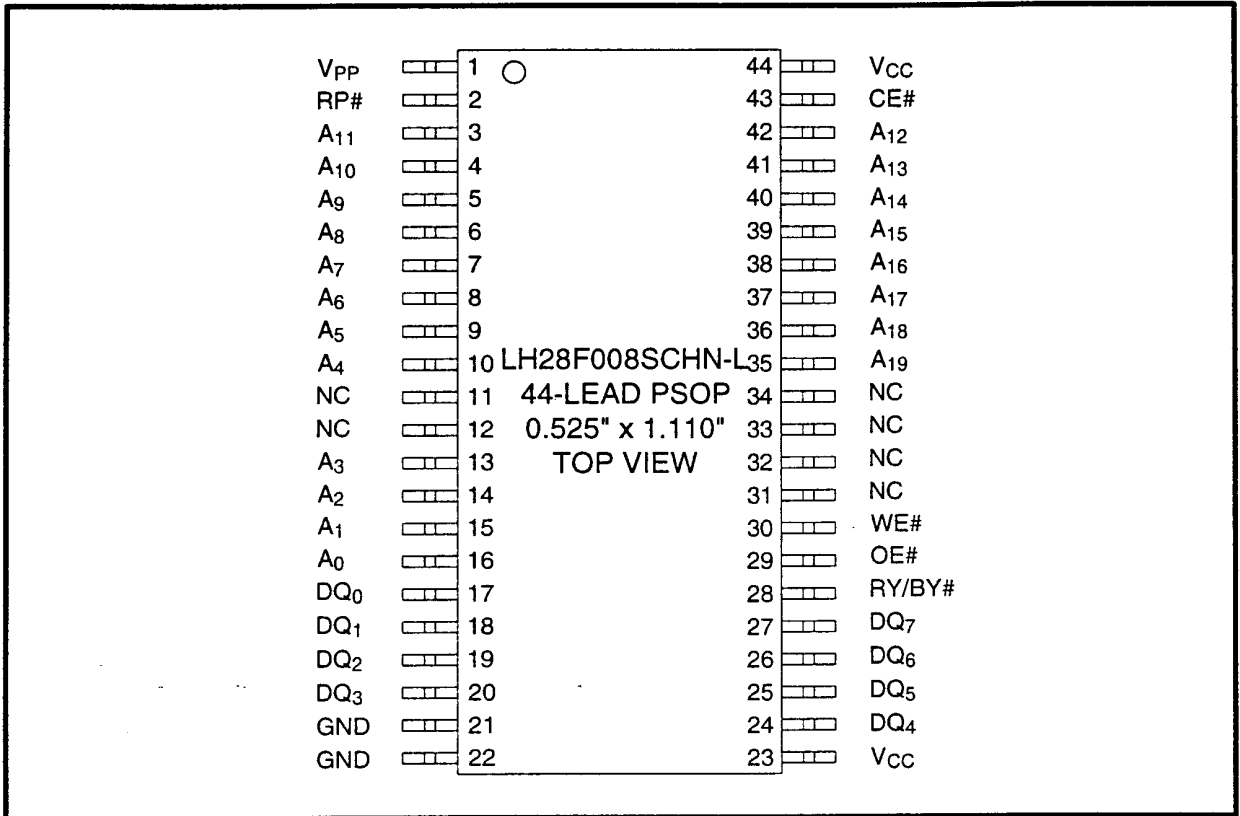 VPP 1 44 VCC
RP# 2 43 CE#
A11 3 42 A12
A10 4 41 A13
A9 5 40 A14
A8 6 39 A15
A7 7 38 A16
A6 8 37 A17
A5 9 36 A18
A4 10 LH28F008SCHN-L 35 A19
NC 11 44-LEAD PSOP 34 NC
NC 12 0.525" x 1.110" 33 NC
A3 13 TOP VIEW 32 NC
A2 14 31 NC
A1 15 30 WE#
A0 16 29 OE#
DQ0 17 28 RY/BY#
DQ1 18 27 DQ7
DQ2 19 26 DQ6
DQ3 20 25 DQ5
GND 21 24 DQ4
GND 22 23 VCC